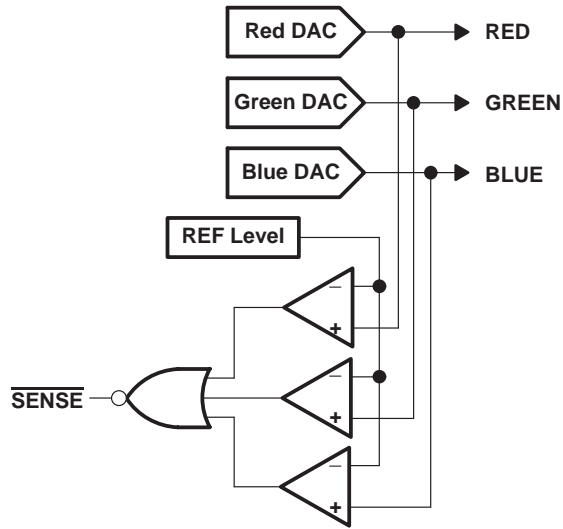 Red DAC
RED
Green DAC
GREEN
Blue DAC
BLUE
REF Level
–
+
–
+
SENSE
–
+